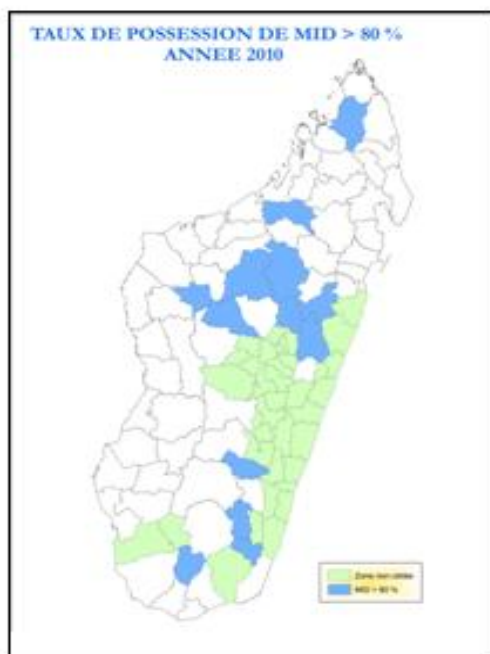 TAUX DE POSSESSION DE MID > 80 %
ANNEE 2010
Zone non ciblée
MID > 80 %